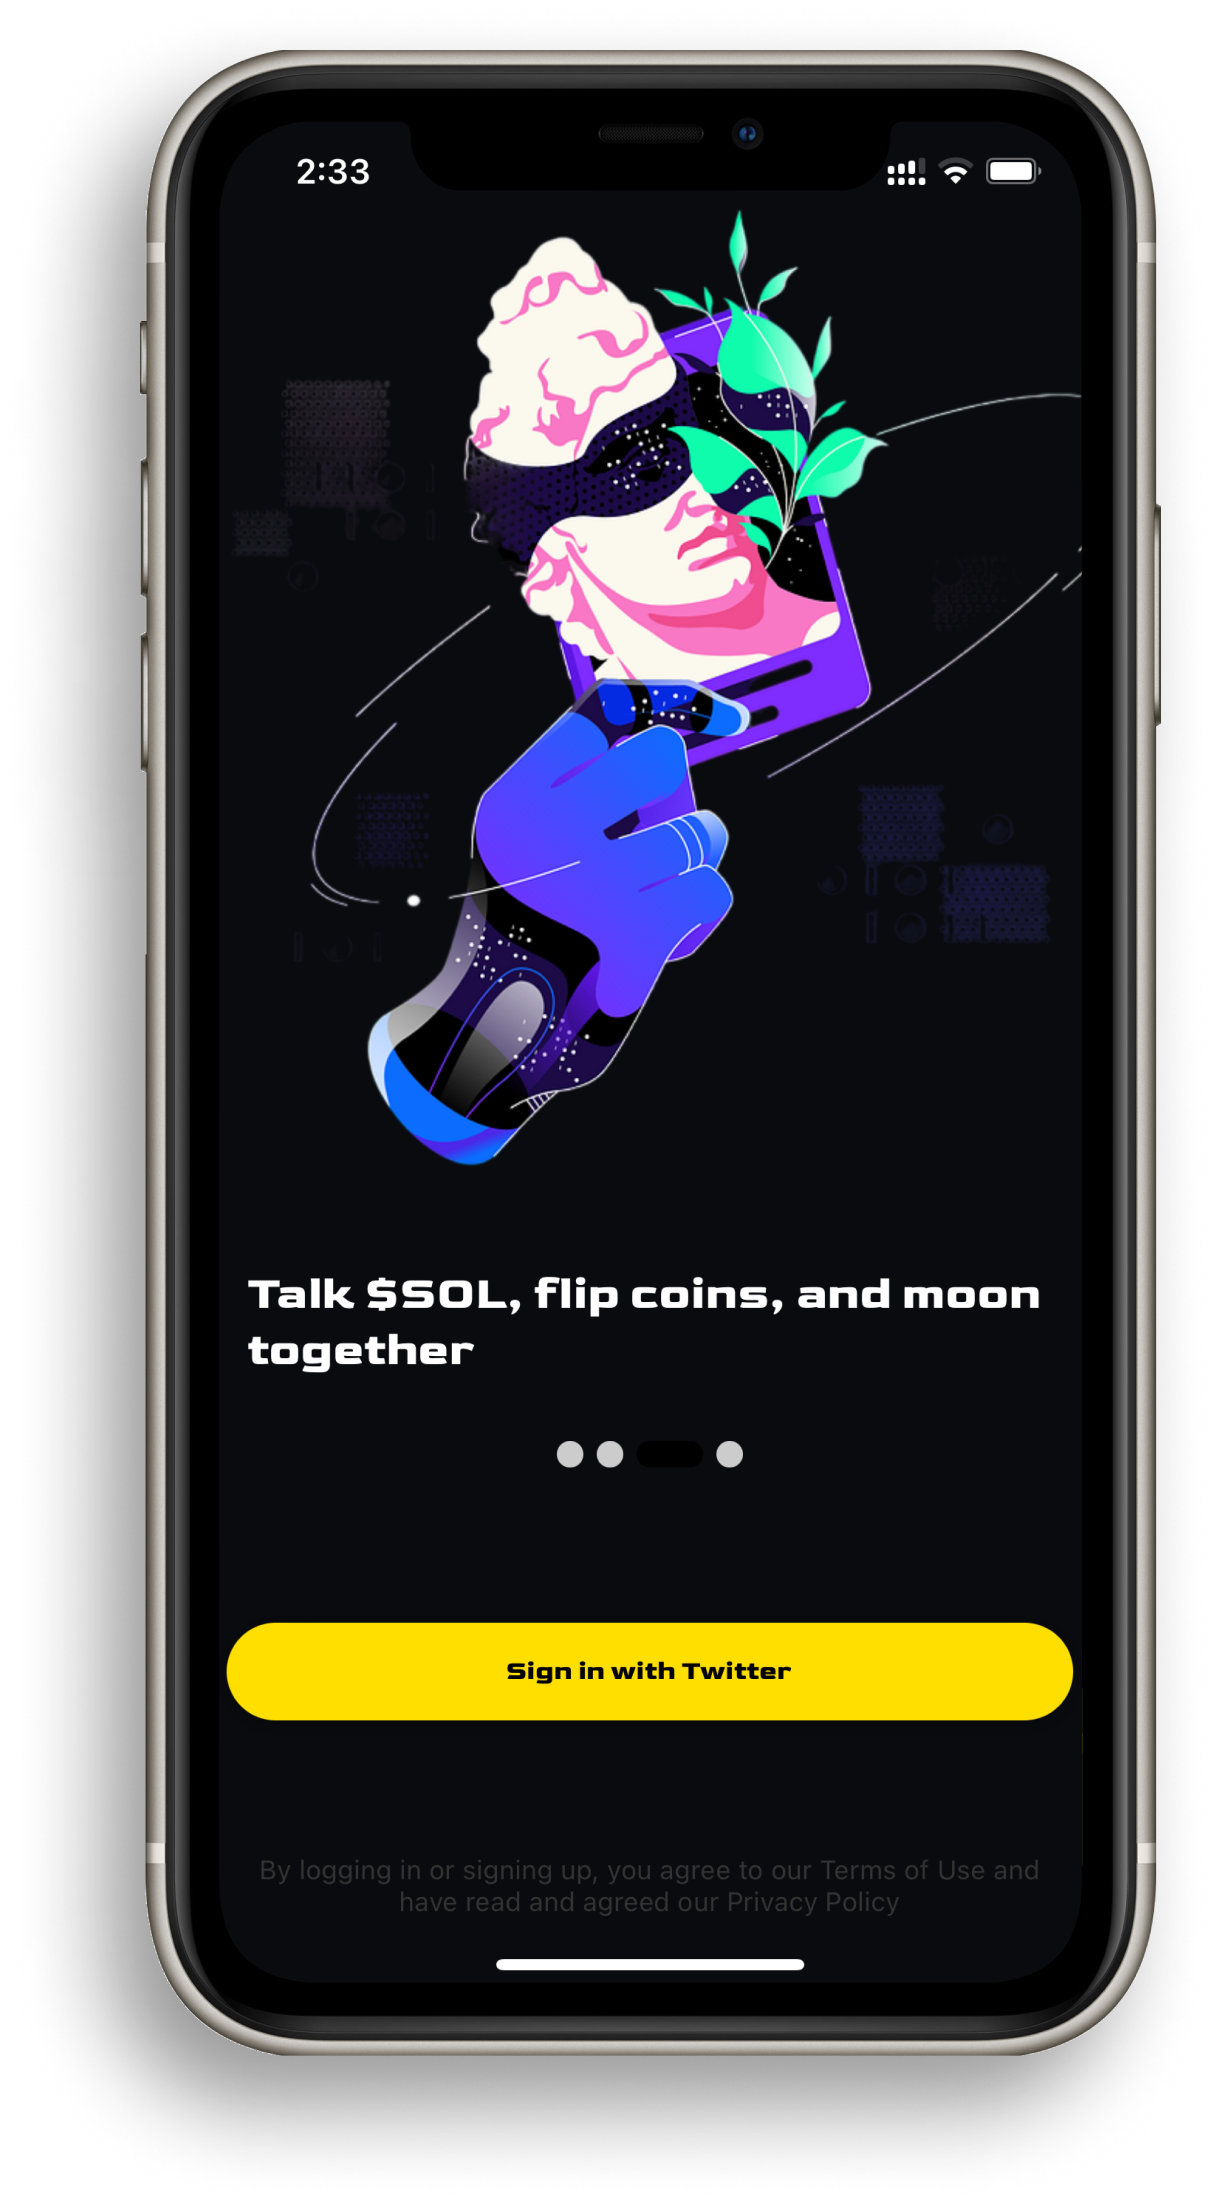 2:33
Talk $SOL, flip coins, and moon
together
Sign in with Twitter
By logging in or signing up, you agree to our Terms of Use and
have read and agreed our Privacy Policy